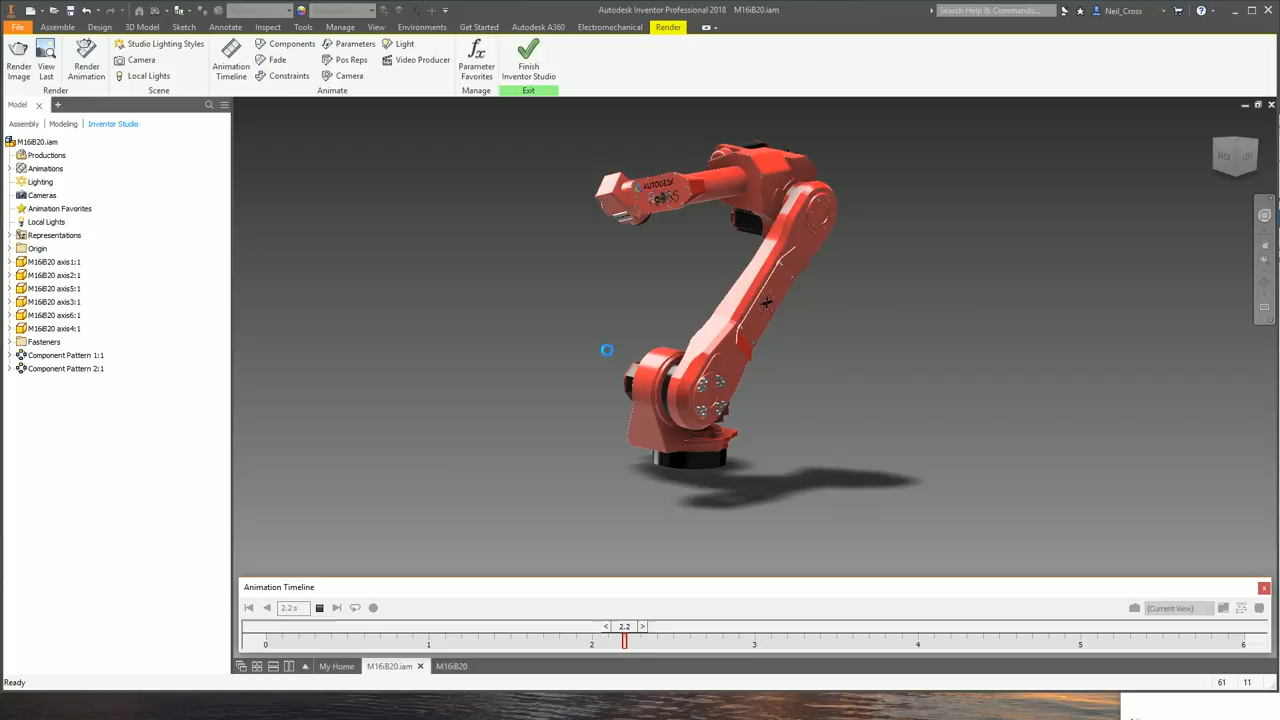 Autodesk Inventor Professional 2018 M16iB20.iam
Search Help & Commands...
Neil_Cross
File Assemble Design 3D Model Sketch Annotate Inspect Tools Manage View Environments Get Started Autodesk A360 Electromechanical Render
Render Image
View Last
Render Animation
Render
Studio Lighting Styles
Camera
Local Lights
Scene
Animation Timeline
Components
Fade
Constraints
Parameters
Pos Reps
Camera
Light
Video Producer
Animate
Parameter Favorites
Manage
Finish Inventor Studio
Exit
Model
Assembly Modeling Inventor Studio
M16iB20.iam
Productions
Animations
Lighting
Cameras
Animation Favorites
Local Lights
Representations
Origin
M16iB20 axis1:1
M16iB20 axis2:1
M16iB20 axis5:1
M16iB20 axis3:1
M16iB20 axis6:1
M16iB20 axis4:1
Fasteners
Component Pattern 1:1
Component Pattern 2:1
BACK LEFT
AUTODESK
Animation Timeline
2.2 s
(Current View)
< 2.2 >
0 1 2 3 4 5 6
My Home M16iB20.iam M16iB20
Ready
61 11